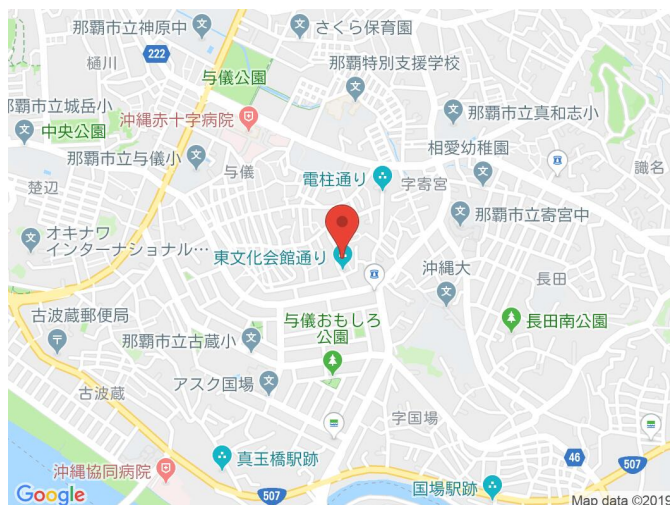 那覇市立神原中
さくら保育園
樋川
222
与儀公園
那覇特別支援学校
那覇市立城岳小
沖縄赤十字病院
那覇市立真和志小
中央公園
相愛幼稚園
那覇市立与儀小
与儀
電柱通り
字寄宮
識名
楚辺
那覇市立寄宮中
オキナワ
インターナショナル…
東文化会館通り
沖縄大
長田
古波蔵郵便局
与儀おもしろ
公園
長田南公園
那覇市立古蔵小
アスク国場
古波蔵
字国場
真玉橋駅跡
46
507
沖縄協同病院
507
国場駅跡
Google
Map data ©2019